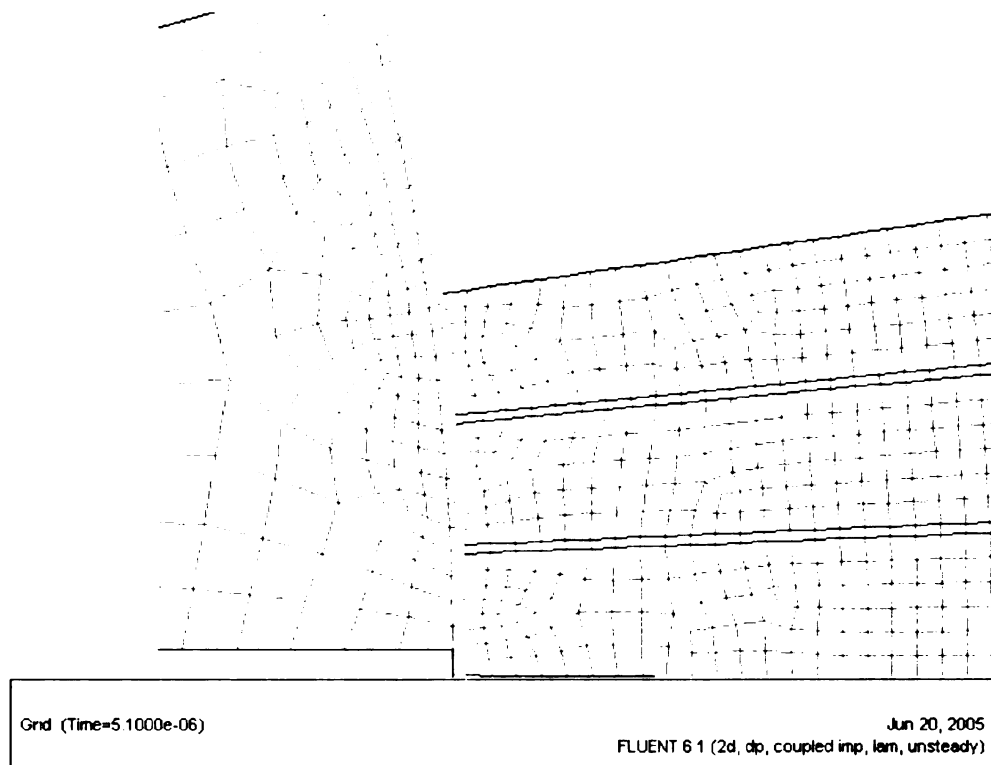 Grid (Time=5.1000e-06)
Jun 20, 2005
FLUENT 6.1 (2d, dp, coupled imp, lam, unsteady)